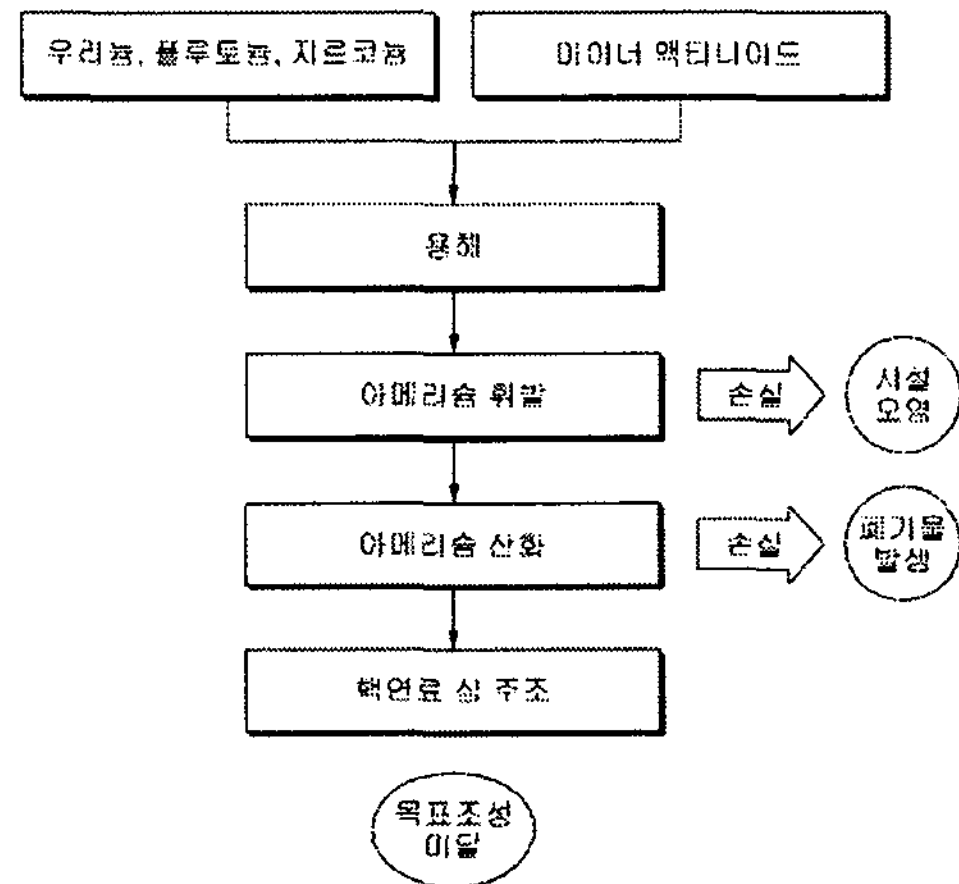 우라늄, 플루토늄, 지르코늄
마이너 액티나이드
용해
아메리슘 휘발
손실
시설
오염
아메리슘 산화
손실
폐기물
발생
핵연료 심 주조
목표조성
미달